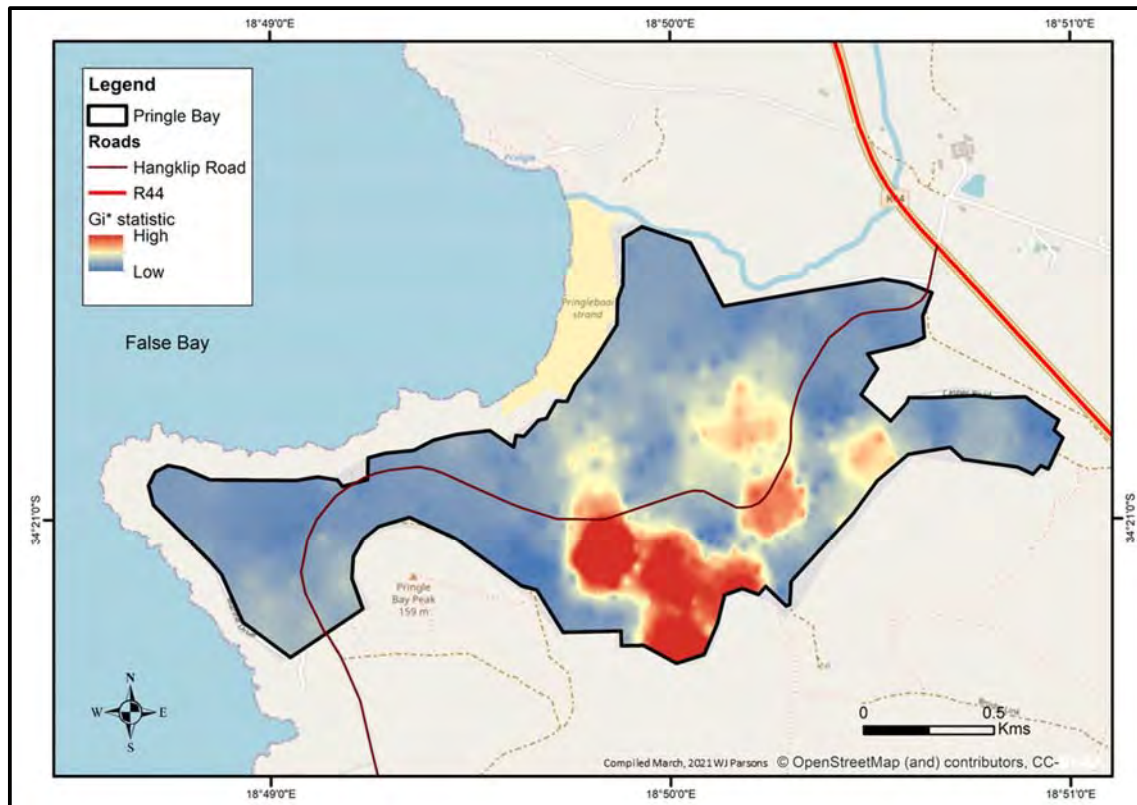 18°49'0"E
18°50'0"E
18°51'0"E
Legend
Pringle Bay
Roads
Hangklip Road
R44
Gi* statistic
High
Low
False Bay
Pringle
Pringlebaai
strand
34°21'0"S
34°21'0"S
Pringle
Bay Peak
159 m
N
W
E
S
0
0.5
Kms
Compiled March, 2021 WJ Parsons
© OpenStreetMap (and) contributors, CC-
18°49'0"E
18°50'0"E
18°51'0"E